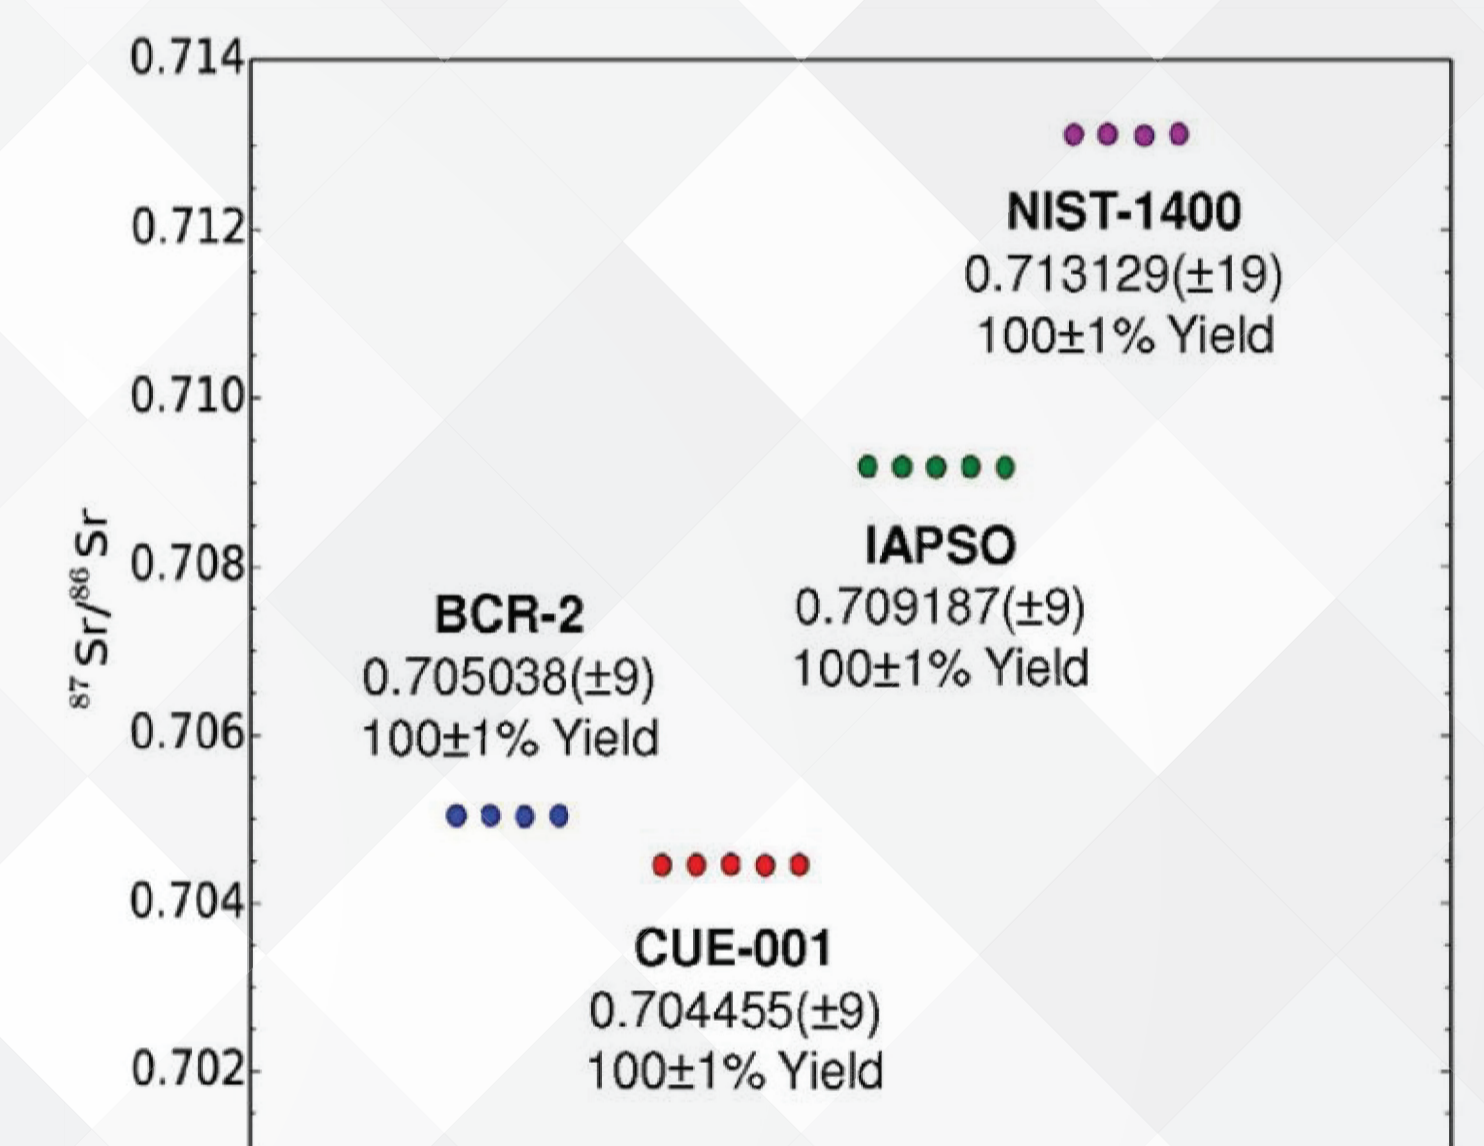 0.714
0.712
0.710
0.708
0.706
0.704
0.702
⁸⁷Sr/⁸⁶Sr
NIST-1400
0.713129(±19)
100±1% Yield
IAPSO
0.709187(±9)
100±1% Yield
BCR-2
0.705038(±9)
100±1% Yield
CUE-001
0.704455(±9)
100±1% Yield